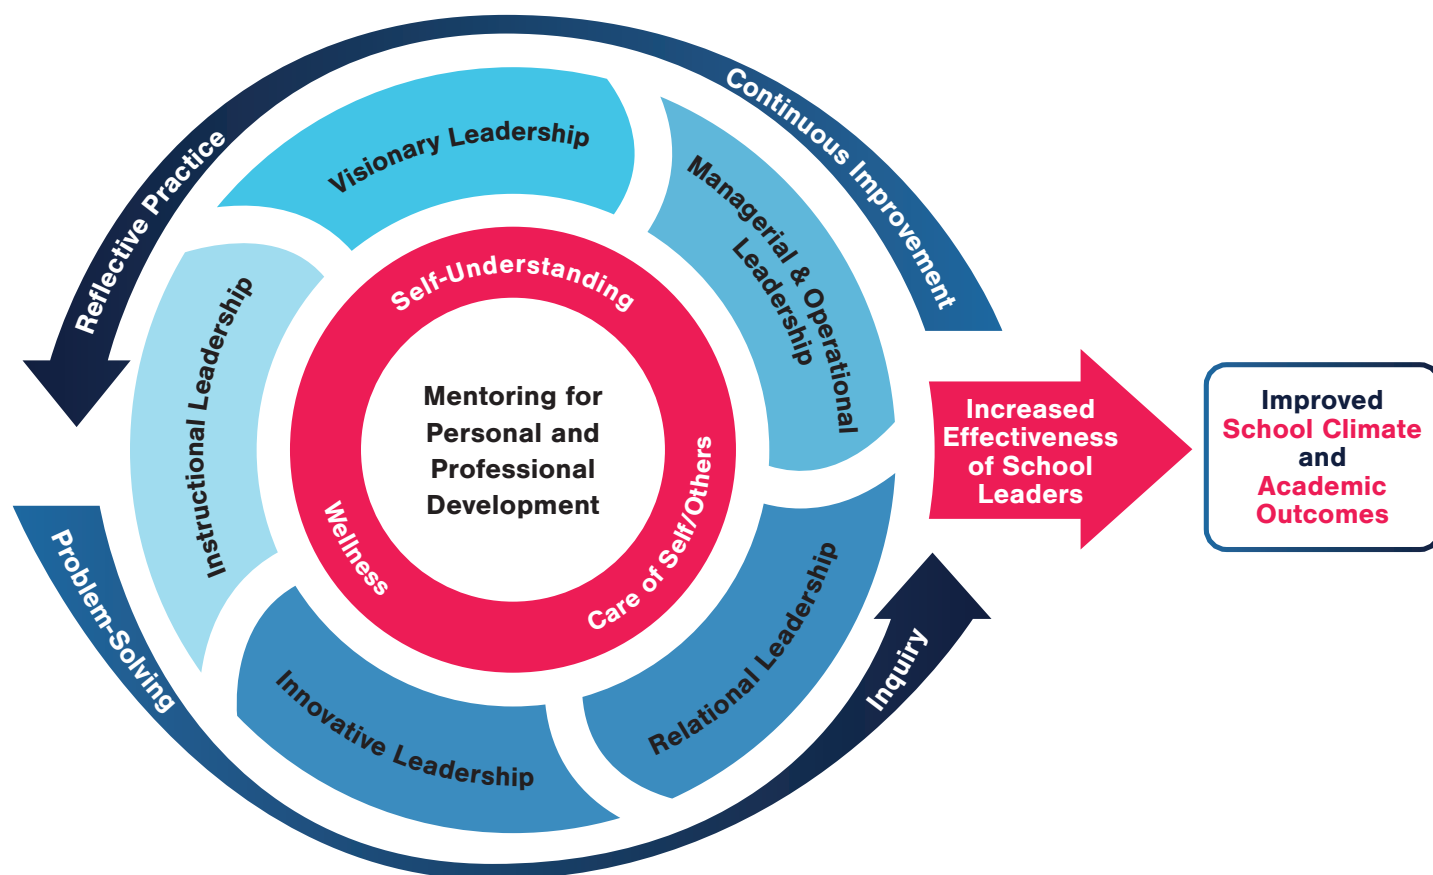 Continuous Improvement
Reflective Practice
Visionary Leadership
Managerial & Operational
Leadership
Instructional Leadership
Self-Understanding
Mentoring for
Personal and
Professional
Development
Wellness
Care of Self/Others
Increased
Effectiveness
of School
Leaders
Improved
School Climate
and
Academic
Outcomes
Problem-Solving
Innovative Leadership
Relational Leadership
Inquiry